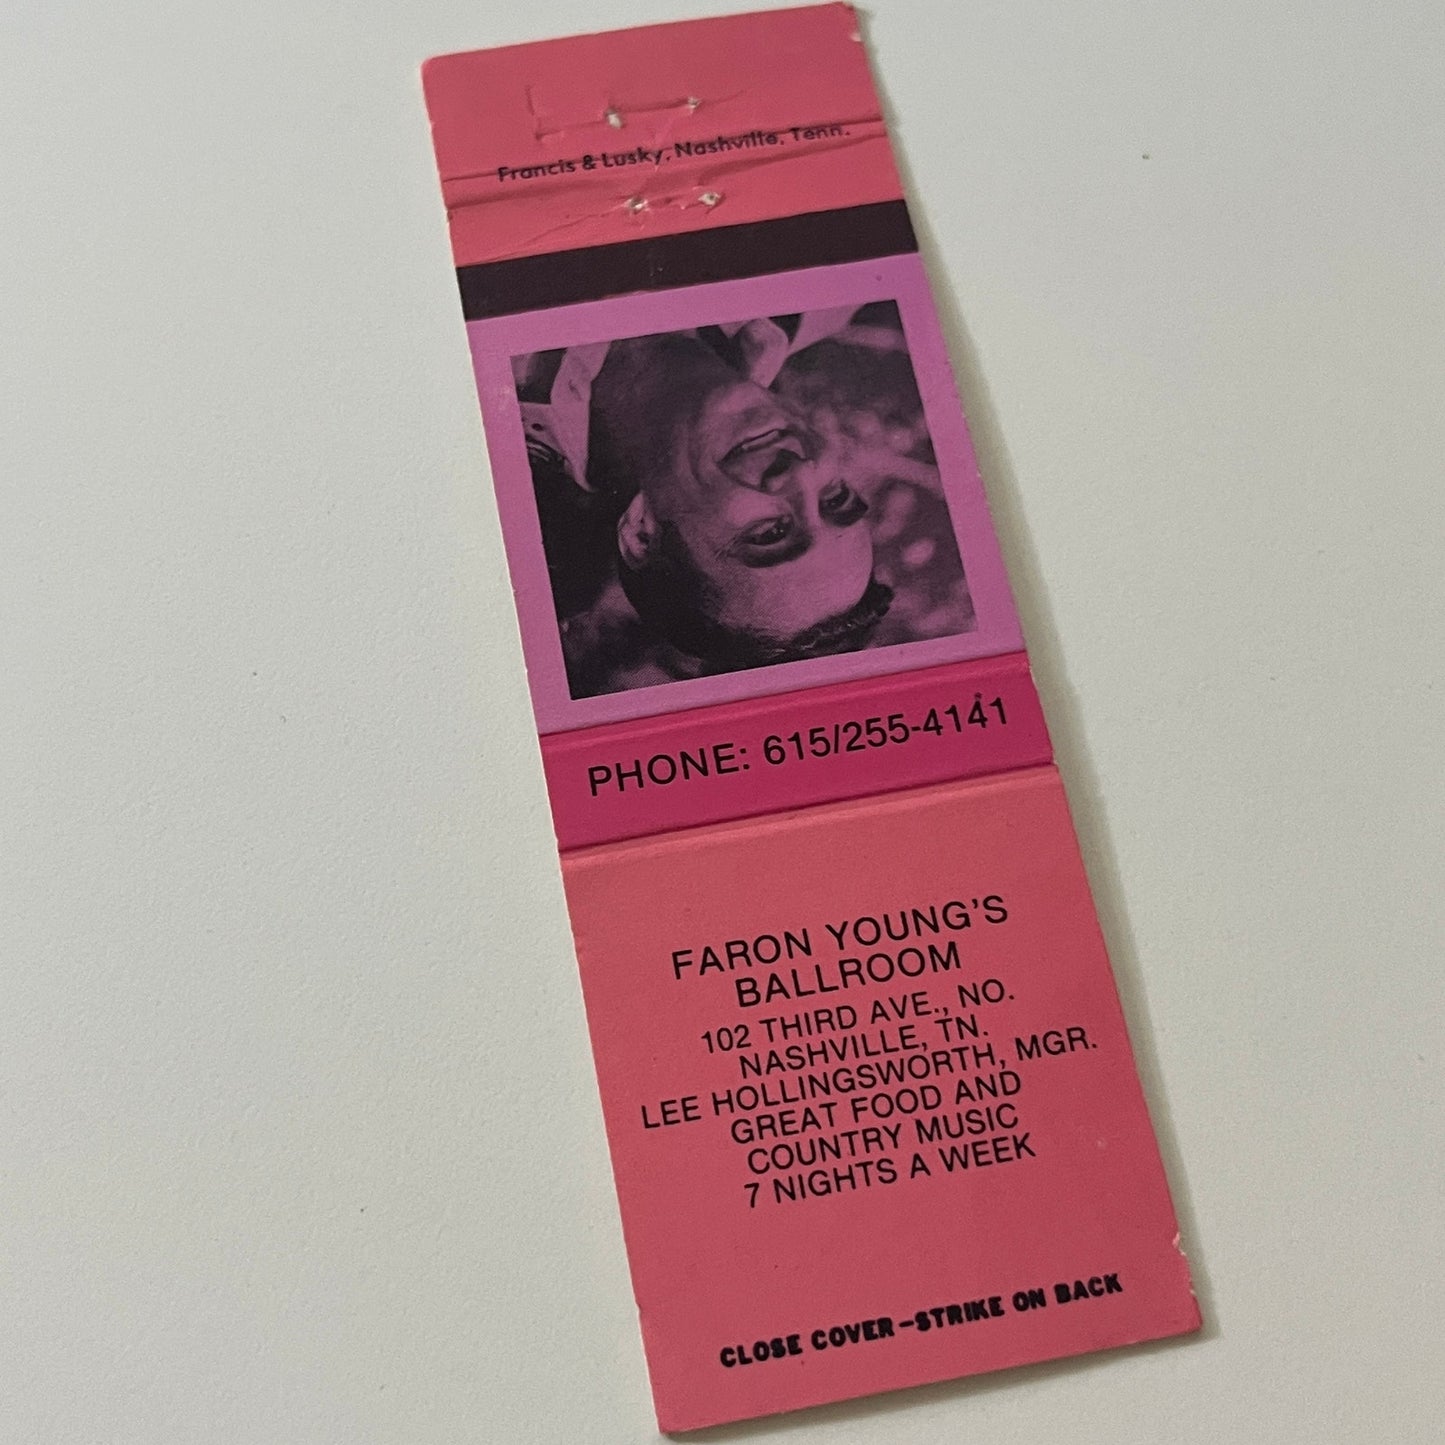 Francis & Lusky, Nashville, Tenn.
PHONE: 615/255-4141
FARON YOUNG'S
BALLROOM
102 THIRD AVE., NO.
NASHVILLE, TN.
LEE HOLLINGSWORTH, MGR.
GREAT FOOD AND
COUNTRY MUSIC
7 NIGHTS A WEEK
CLOSE COVER—STRIKE ON BACK